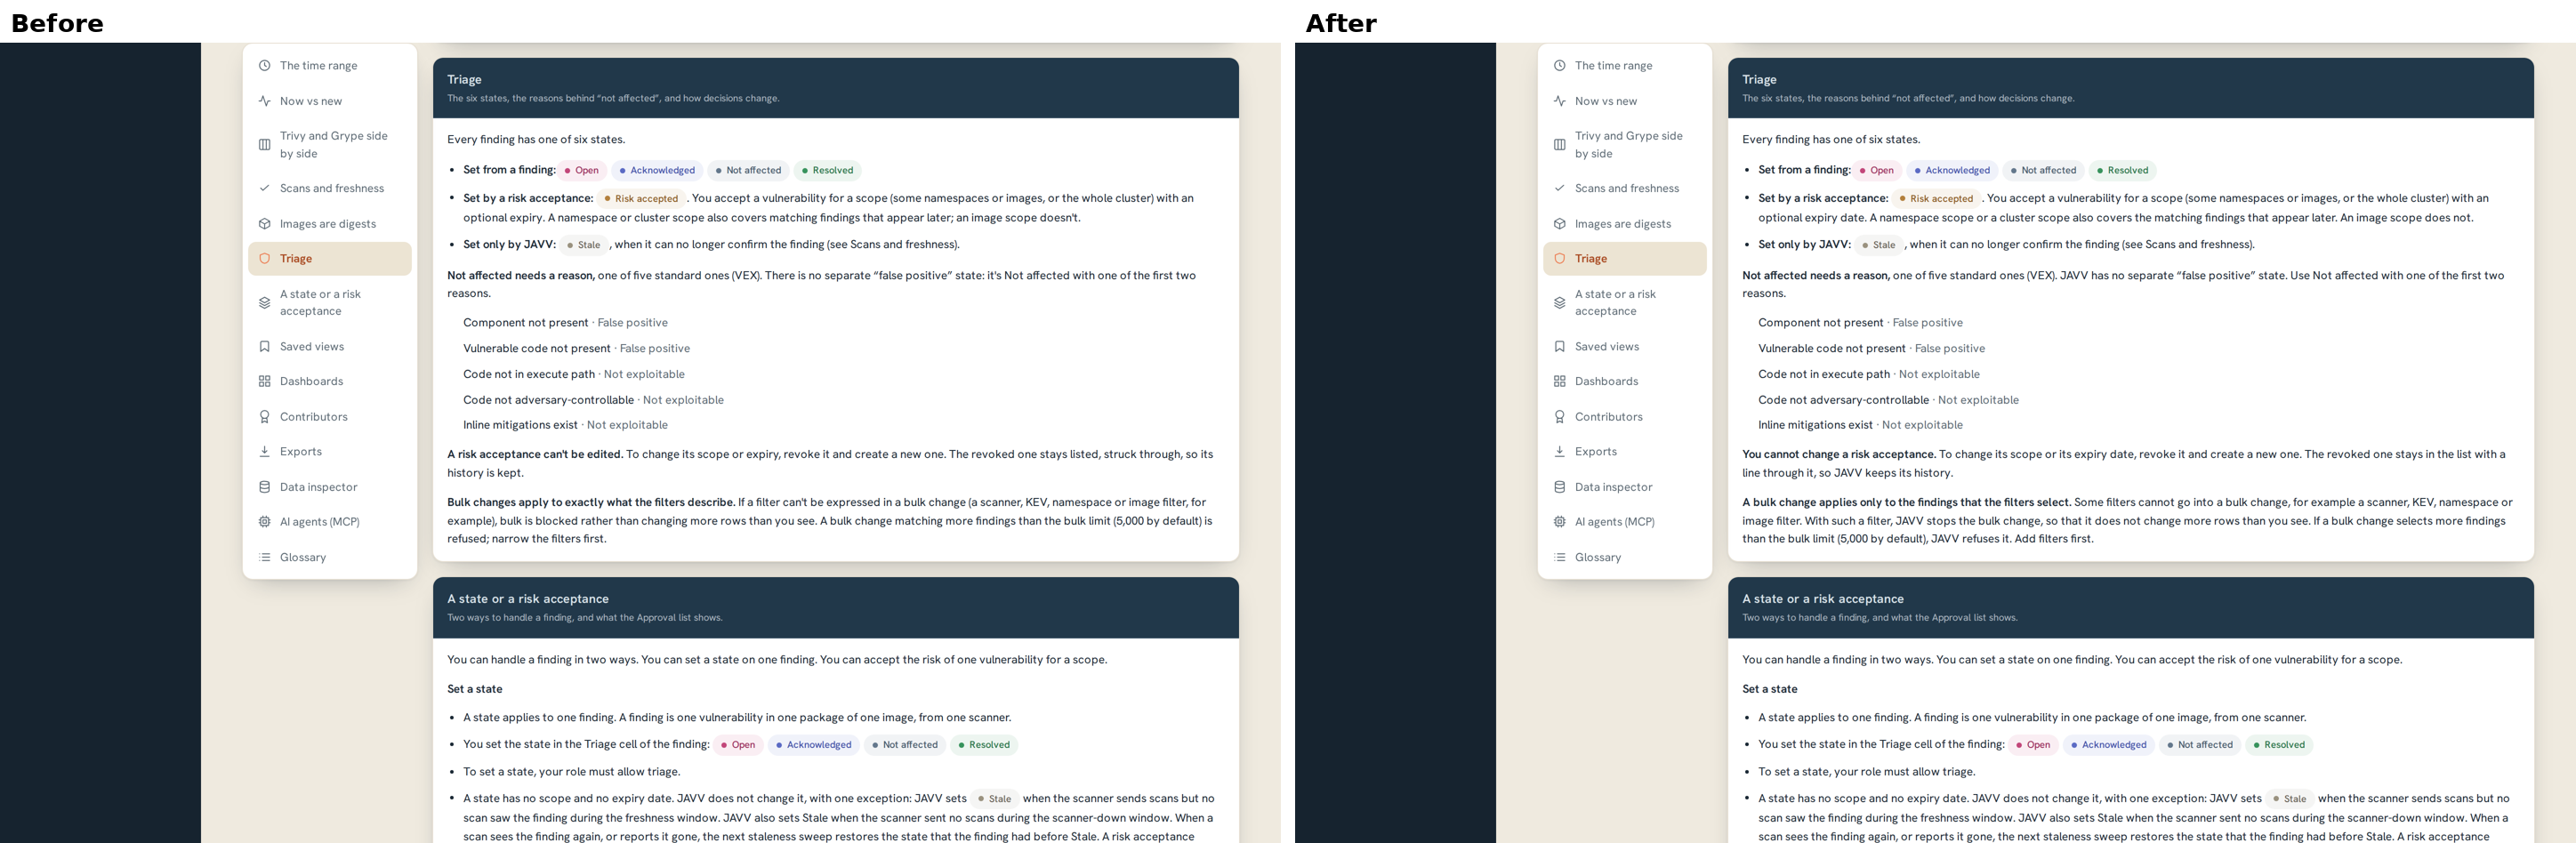 Before
The time range
Now vs new
Trivy and Grype side
by side
Scans and freshness
Images are digests
Triage
A state or a risk
acceptance
Saved views
Dashboards
Contributors
Exports
Data inspector
AI agents (MCP)
Glossary
Triage
The six states, the reasons behind “not affected”, and how decisions change.
Every finding has one of six states.
• Set from a finding: Open Acknowledged Not affected Resolved
• Set by a risk acceptance: Risk accepted . You accept a vulnerability for a scope (some namespaces or images, or the whole cluster) with an
optional expiry. A namespace or cluster scope also covers matching findings that appear later; an image scope doesn't.
• Set only by JAVV: Stale , when it can no longer confirm the finding (see Scans and freshness).
Not affected needs a reason, one of five standard ones (VEX). There is no separate “false positive” state: it's Not affected with one of the first two
reasons.
Component not present · False positive
Vulnerable code not present · False positive
Code not in execute path · Not exploitable
Code not adversary-controllable · Not exploitable
Inline mitigations exist · Not exploitable
A risk acceptance can't be edited. To change its scope or expiry, revoke it and create a new one. The revoked one stays listed, struck through, so its
history is kept.
Bulk changes apply to exactly what the filters describe. If a filter can't be expressed in a bulk change (a scanner, KEV, namespace or image filter, for
example), bulk is blocked rather than changing more rows than you see. A bulk change matching more findings than the bulk limit (5,000 by default) is
refused; narrow the filters first.
A state or a risk acceptance
Two ways to handle a finding, and what the Approval list shows.
You can handle a finding in two ways. You can set a state on one finding. You can accept the risk of one vulnerability for a scope.
Set a state
• A state applies to one finding. A finding is one vulnerability in one package of one image, from one scanner.
• You set the state in the Triage cell of the finding: Open Acknowledged Not affected Resolved
• To set a state, your role must allow triage.
• A state has no scope and no expiry date. JAVV does not change it, with one exception: JAVV sets Stale when the scanner sends scans but no
scan saw the finding during the freshness window. JAVV also sets Stale when the scanner sent no scans during the scanner-down window. When a
scan sees the finding again, or reports it gone, the next staleness sweep restores the state that the finding had before Stale. A risk acceptance
After
The time range
Now vs new
Trivy and Grype side
by side
Scans and freshness
Images are digests
Triage
A state or a risk
acceptance
Saved views
Dashboards
Contributors
Exports
Data inspector
AI agents (MCP)
Glossary
Triage
The six states, the reasons behind “not affected”, and how decisions change.
Every finding has one of six states.
• Set from a finding: Open Acknowledged Not affected Resolved
• Set by a risk acceptance: Risk accepted . You accept a vulnerability for a scope (some namespaces or images, or the whole cluster) with an
optional expiry date. A namespace scope or a cluster scope also covers the matching findings that appear later. An image scope does not.
• Set only by JAVV: Stale , when it can no longer confirm the finding (see Scans and freshness).
Not affected needs a reason, one of five standard ones (VEX). JAVV has no separate “false positive” state. Use Not affected with one of the first two
reasons.
Component not present · False positive
Vulnerable code not present · False positive
Code not in execute path · Not exploitable
Code not adversary-controllable · Not exploitable
Inline mitigations exist · Not exploitable
You cannot change a risk acceptance. To change its scope or its expiry date, revoke it and create a new one. The revoked one stays in the list with a
line through it, so JAVV keeps its history.
A bulk change applies only to the findings that the filters select. Some filters cannot go into a bulk change, for example a scanner, KEV, namespace or
image filter. With such a filter, JAVV stops the bulk change, so that it does not change more rows than you see. If a bulk change selects more findings
than the bulk limit (5,000 by default), JAVV refuses it. Add filters first.
A state or a risk acceptance
Two ways to handle a finding, and what the Approval list shows.
You can handle a finding in two ways. You can set a state on one finding. You can accept the risk of one vulnerability for a scope.
Set a state
• A state applies to one finding. A finding is one vulnerability in one package of one image, from one scanner.
• You set the state in the Triage cell of the finding: Open Acknowledged Not affected Resolved
• To set a state, your role must allow triage.
• A state has no scope and no expiry date. JAVV does not change it, with one exception: JAVV sets Stale when the scanner sends scans but no
scan saw the finding during the freshness window. JAVV also sets Stale when the scanner sent no scans during the scanner-down window. When a
scan sees the finding again, or reports it gone, the next staleness sweep restores the state that the finding had before Stale. A risk acceptance